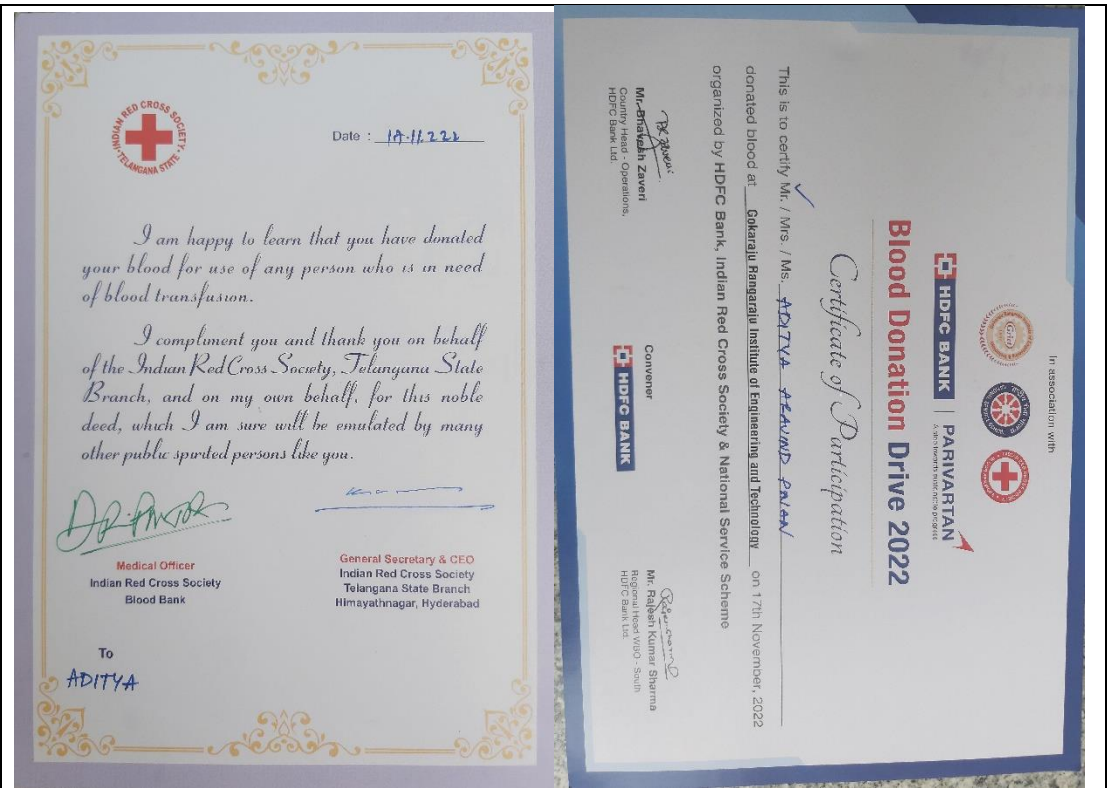 INDIAN RED CROSS SOCIETY
TELANGANA STATE
Date :
I am happy to learn that you have donated
your blood for use of any person who is in need
of blood transfusion.
I compliment you and thank you on behalf
of the Indian Red Cross Society, Telangana State
Branch, and on my own behalf, for this noble
deed, which I am sure will be emulated by many
other public spirited persons like you.
Medical Officer
Indian Red Cross Society
Blood Bank
General Secretary & CEO
Indian Red Cross Society
Telangana State Branch
Himayathnagar, Hyderabad
To
ADITYA
In association with
HDFC BANK
PARIVARTAN
Blood Donation Drive 2022
Certificate of Participation
This is to certify Mr. / Mrs. / Ms. ADITYA ARAVIND
donated blood at Gokaraju Rangaraju Institute of Engineering and Technology on 17th November, 2022
organized by HDFC Bank, Indian Red Cross Society & National Service Scheme
Mr. Bhavesh Zaveri
Country Head - Operations,
HDFC Bank Ltd.
Convener
HDFC BANK
Mr. Rajesh Kumar Sharma
Regional Head WBO - South
HDFC Bank Ltd.